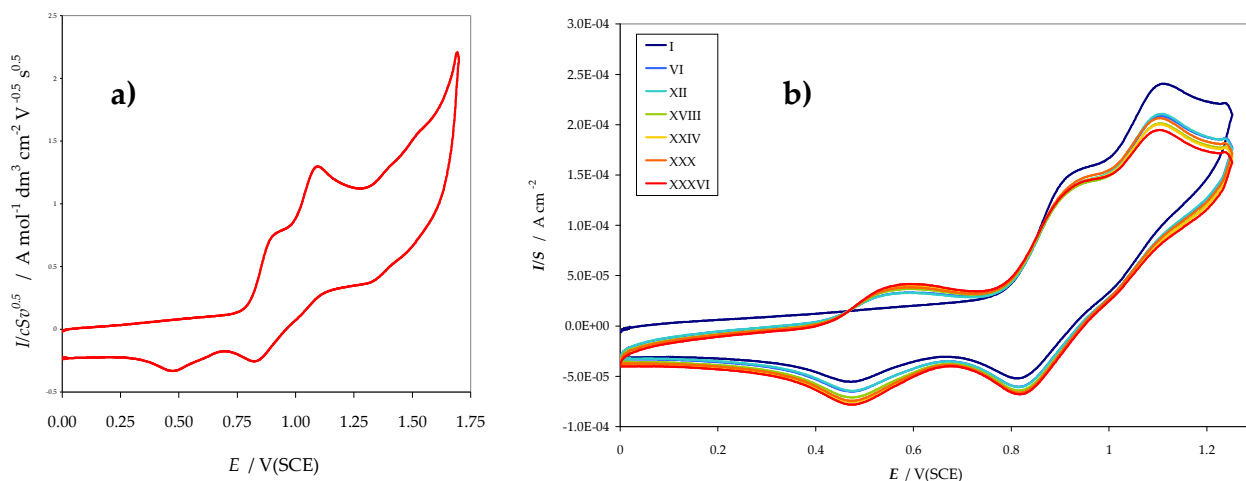 a)
2.5
2
1.5
1
0.5
0
-0.5
0.00 0.25 0.50 0.75 1.00 1.25 1.50 1.75
I/cSv^0.5 / A mol^-1 dm^3 cm^-2 V^-0.5 s^0.5
E / V(SCE)
b)
3.0E-04
2.5E-04
2.0E-04
1.5E-04
1.0E-04
5.0E-05
0.0E+00
-5.0E-05
-1.0E-04
0 0.2 0.4 0.6 0.8 1 1.2
I/S / A cm^-2
E / V(SCE)
I
VI
XII
XVIII
XXIV
XXX
XXXVI